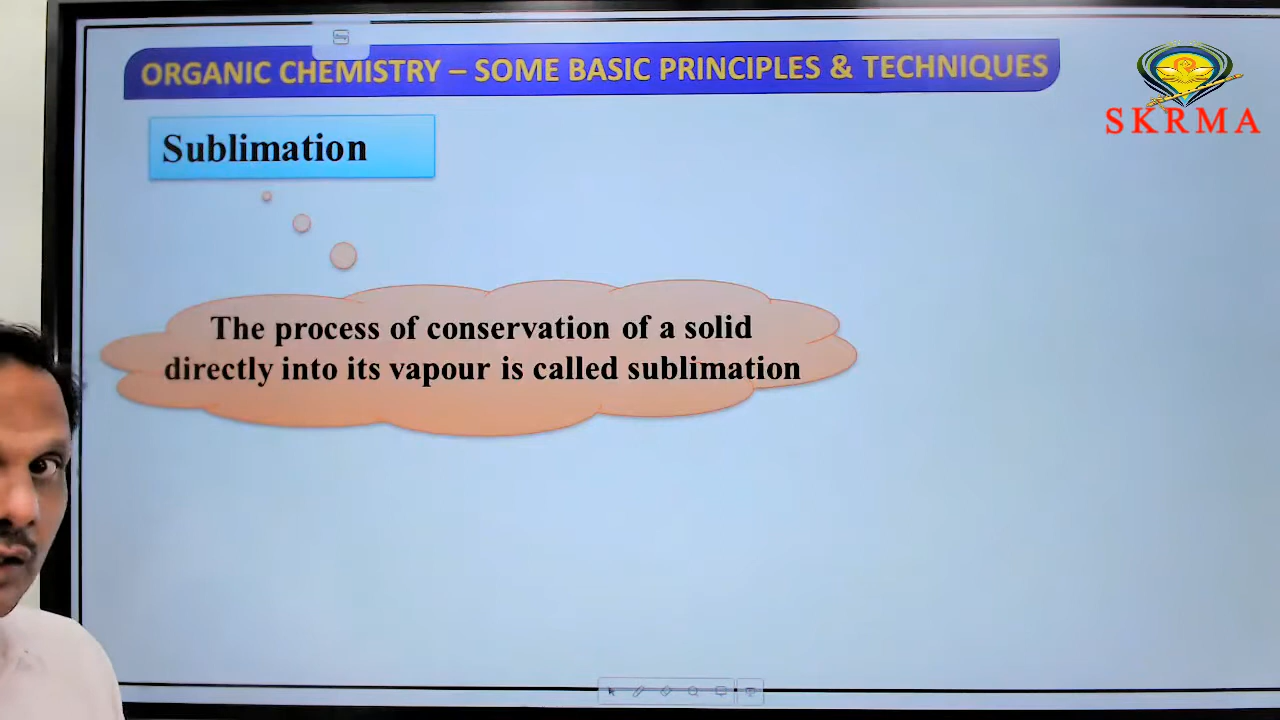 ORGANIC CHEMISTRY – SOME BASIC PRINCIPLES & TECHNIQUES
SKRMA
Sublimation
The process of conservation of a solid
directly into its vapour is called sublimation